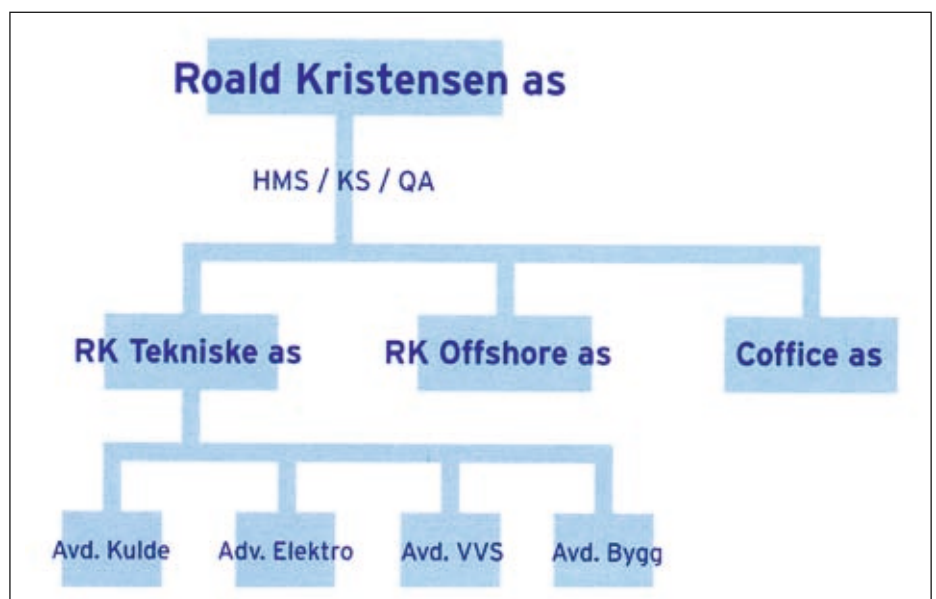 Roald Kristensen as
HMS / KS / QA
RK Tekniske as
RK Offshore as
Coffice as
Avd. Kulde
Adv. Elektro
Avd. VVS
Avd. Bygg